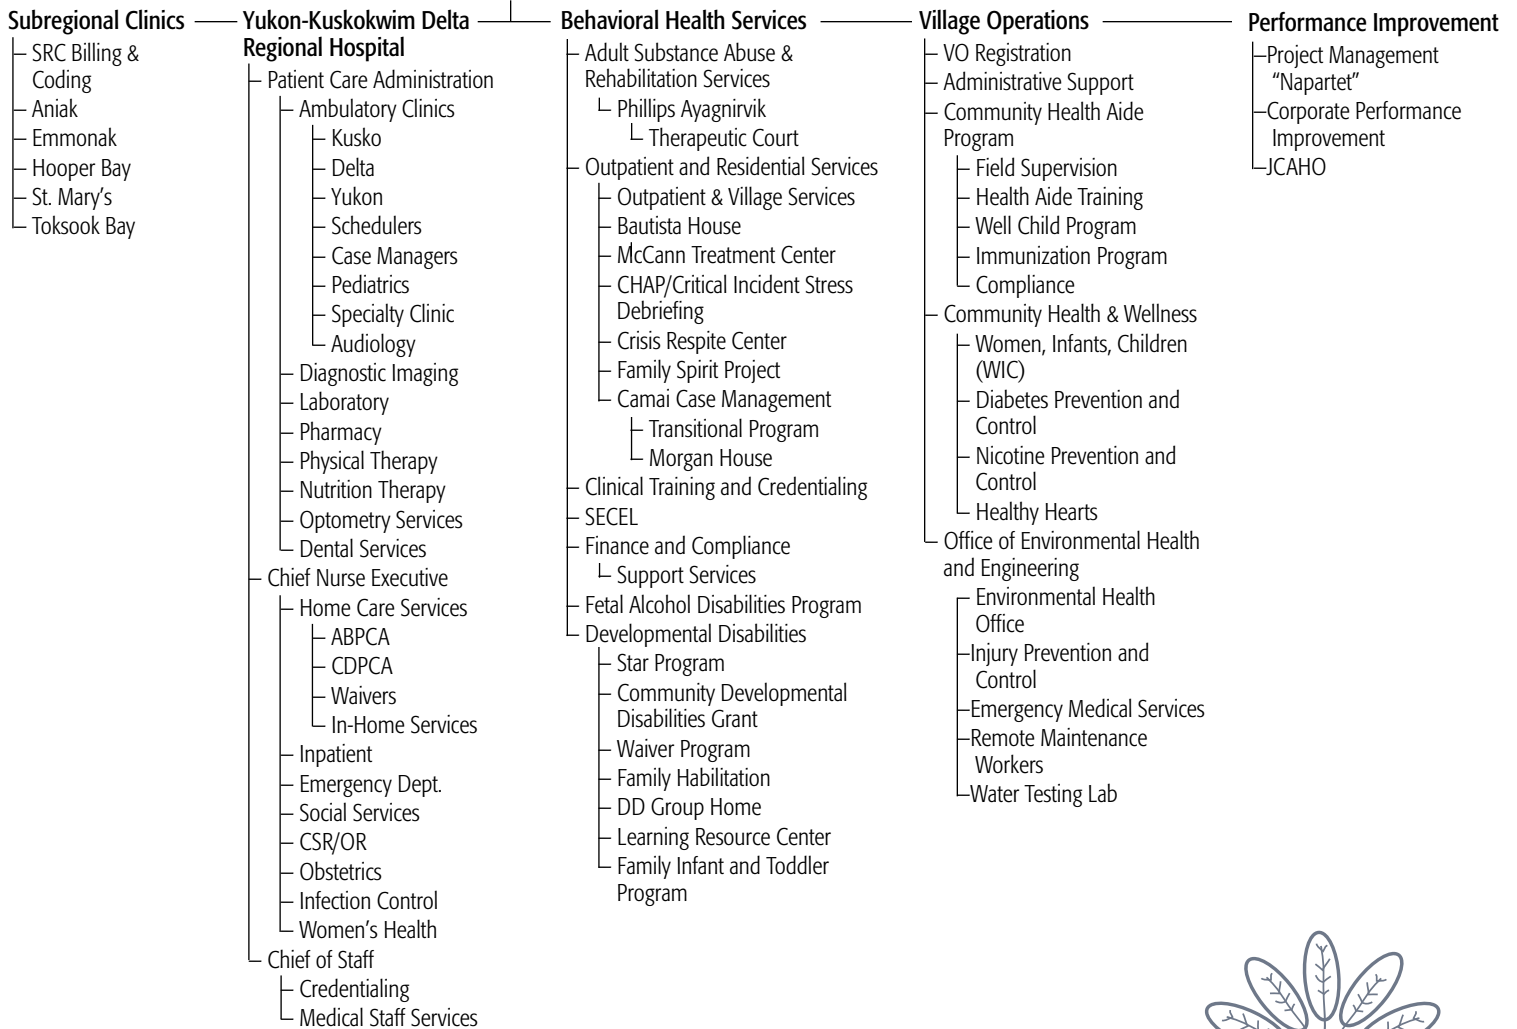 Subregional Clinics
SRC Billing &
Coding
Aniak
Emmonak
Hooper Bay
St. Mary’s
Toksook Bay
Yukon-Kuskokwim Delta
Regional Hospital
Patient Care Administration
Ambulatory Clinics
Kusko
Delta
Yukon
Schedulers
Case Managers
Pediatrics
Specialty Clinic
Audiology
Diagnostic Imaging
Laboratory
Pharmacy
Physical Therapy
Nutrition Therapy
Optometry Services
Dental Services
Chief Nurse Executive
Home Care Services
ABPCA
CDPCA
Waivers
In-Home Services
Inpatient
Emergency Dept.
Social Services
CSR/OR
Obstetrics
Infection Control
Women’s Health
Chief of Staff
Credentialing
Medical Staff Services
Behavioral Health Services
Adult Substance Abuse &
Rehabilitation Services
Phillips Ayagnirvik
Therapeutic Court
Outpatient and Residential Services
Outpatient & Village Services
Bautista House
McCann Treatment Center
CHAP/Critical Incident Stress
Debriefing
Crisis Respite Center
Family Spirit Project
Camai Case Management
Transitional Program
Morgan House
Clinical Training and Credentialing
SECEL
Finance and Compliance
Support Services
Fetal Alcohol Disabilities Program
Developmental Disabilities
Star Program
Community Developmental
Disabilities Grant
Waiver Program
Family Habilitation
DD Group Home
Learning Resource Center
Family Infant and Toddler
Program
Village Operations
VO Registration
Administrative Support
Community Health Aide
Program
Field Supervision
Health Aide Training
Well Child Program
Immunization Program
Compliance
Community Health & Wellness
Women, Infants, Children
(WIC)
Diabetes Prevention and
Control
Nicotine Prevention and
Control
Healthy Hearts
Office of Environmental Health
and Engineering
Environmental Health
Office
Injury Prevention and
Control
Emergency Medical Services
Remote Maintenance
Workers
Water Testing Lab
Performance Improvement
Project Management
“Napartet”
Corporate Performance
Improvement
JCAHO